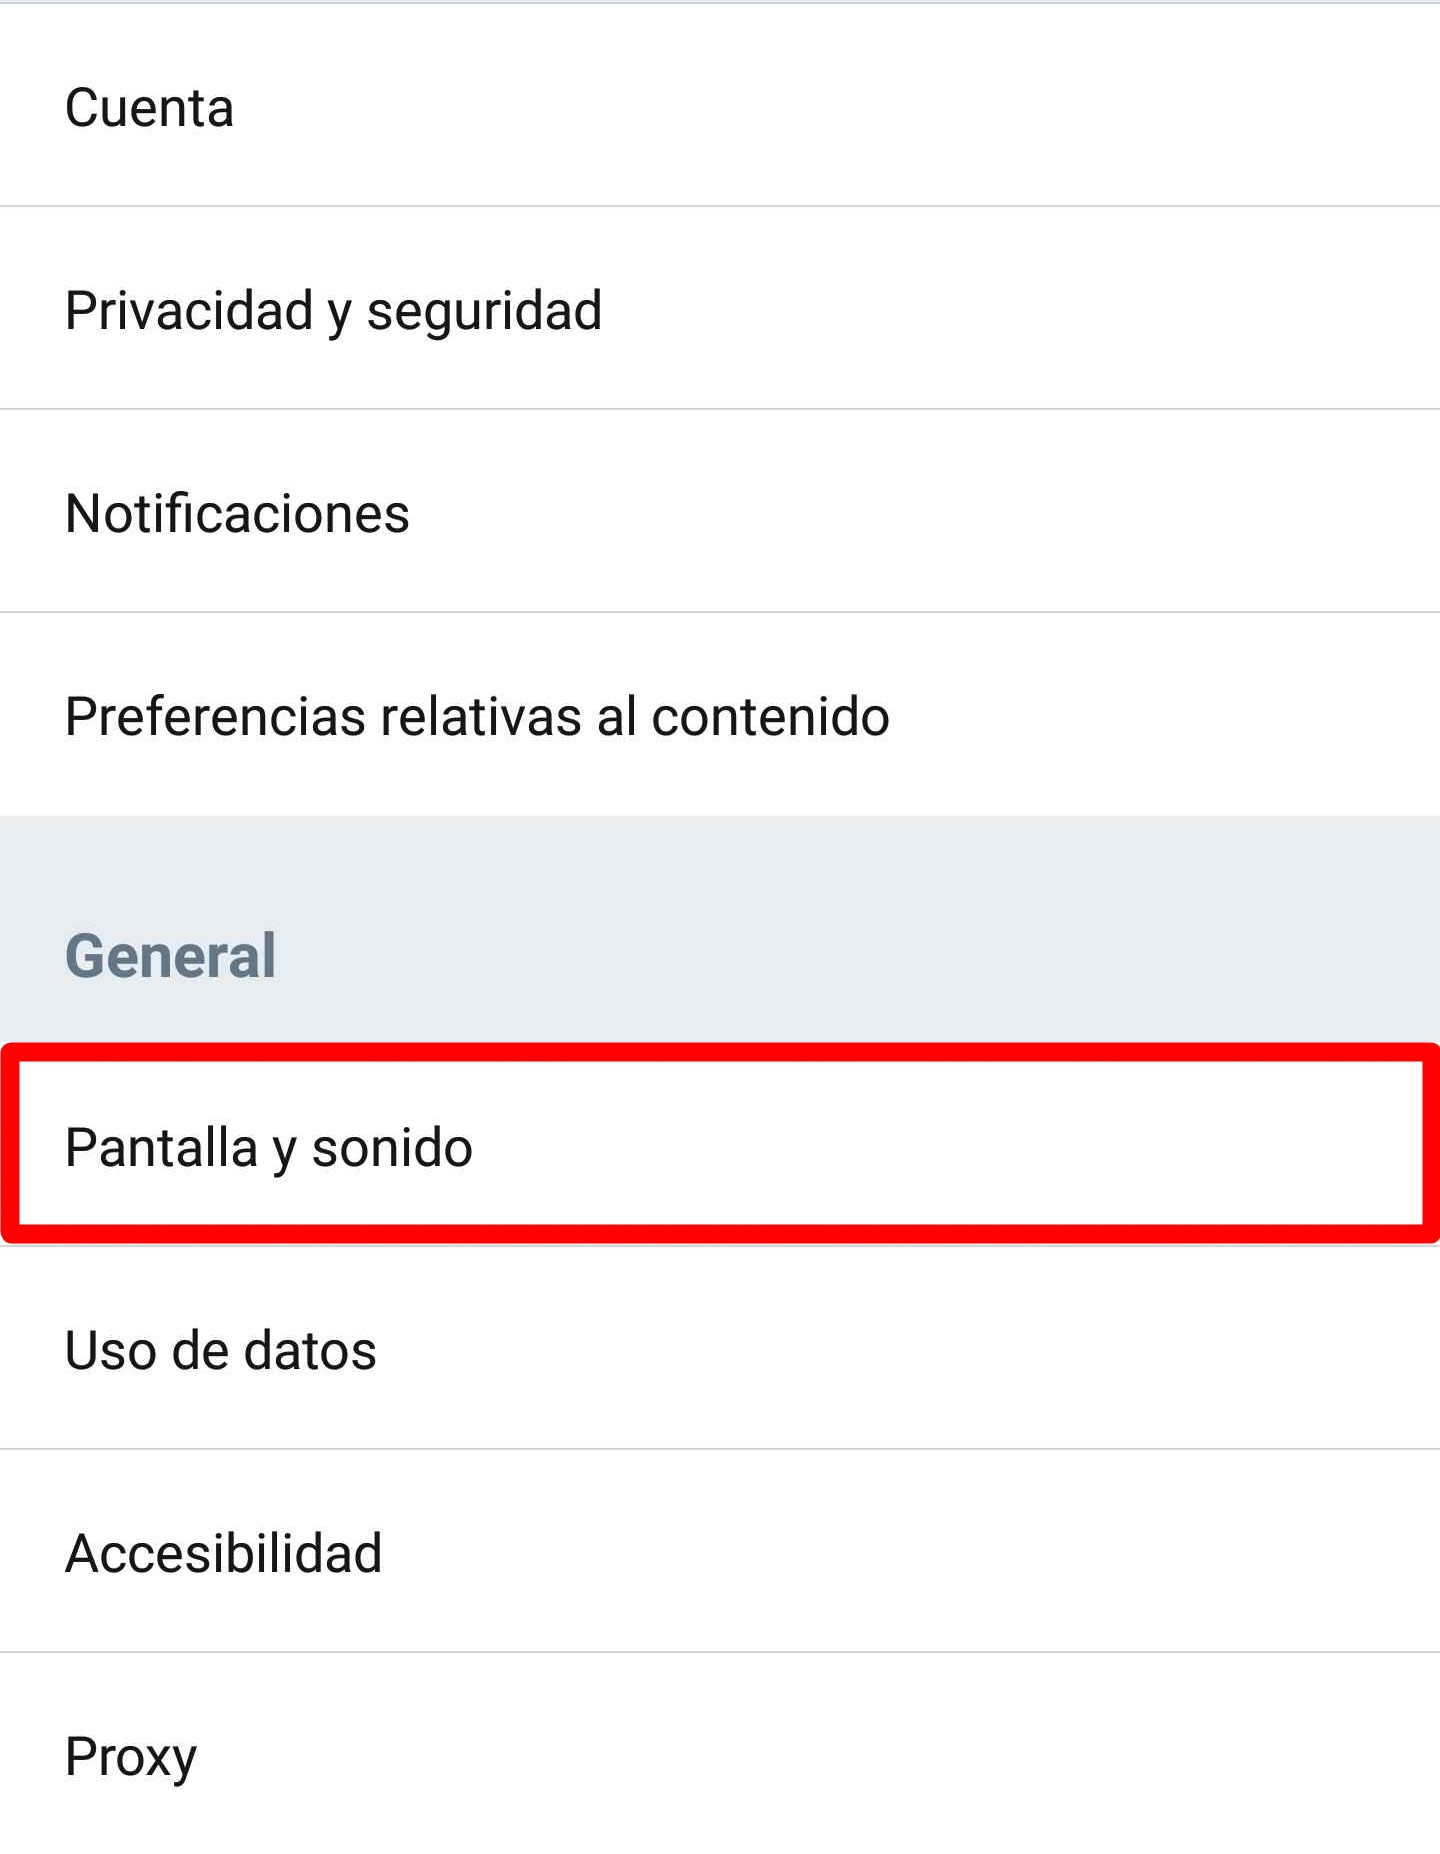 Cuenta
Privacidad y seguridad
Notificaciones
Preferencias relativas al contenido
General
Pantalla y sonido
Uso de datos
Accesibilidad
Proxy